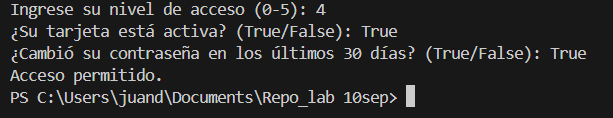 Ingrese su nivel de acceso (0-5): 4
¿Su tarjeta está activa? (True/False): True
¿Cambió su contraseña en los últimos 30 días? (True/False): True
Acceso permitido.
PS C:\Users\juand\Documents\Repo_lab 10sep>